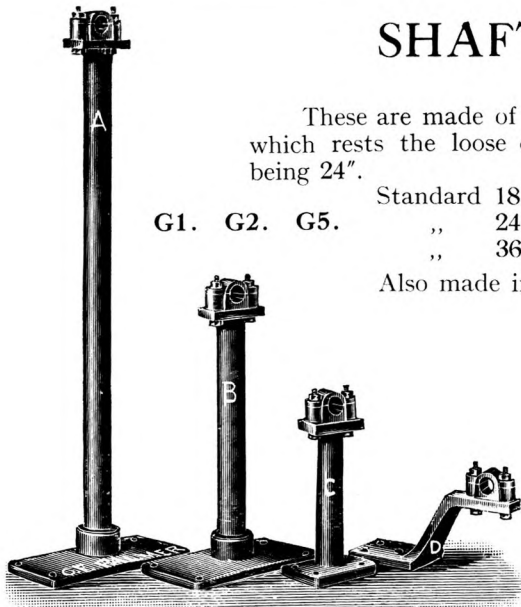 SHAFT
These are made of
which rests the loose
being 24″.
Standard 18
G1. G2. G5. ,, 24
,, 36
Also made i
A
B
C
D